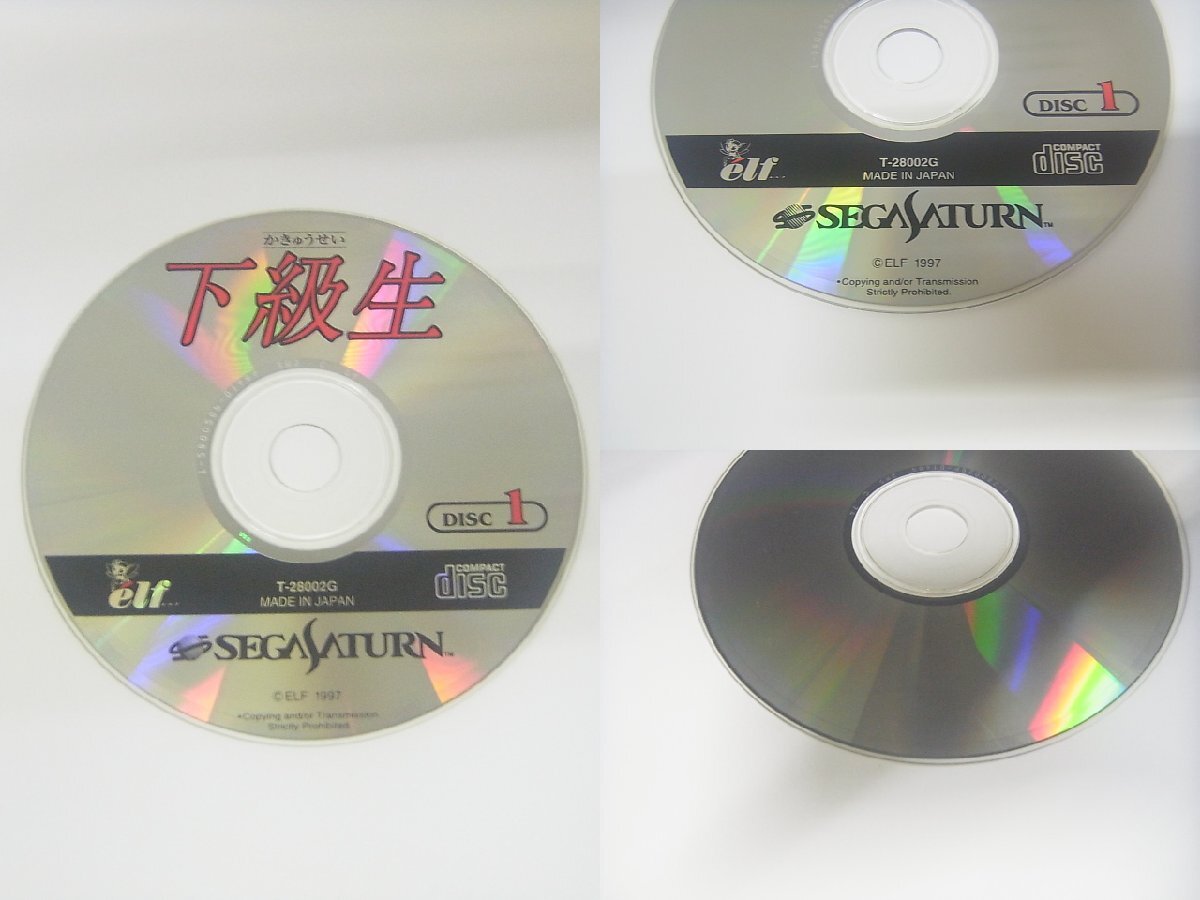 かきゅうせい
下級生
DISC 1
elf
T-28002G
MADE IN JAPAN
COMPACT
disc
SEGASATURN™
©ELF 1997
•Copying and/or Transmission
Strictly Prohibited.
DISC 1
elf
T-28002G
MADE IN JAPAN
COMPACT
disc
SEGASATURN™
©ELF 1997
•Copying and/or Transmission
Strictly Prohibited.